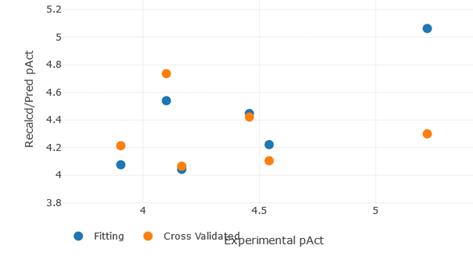 5.2
5
4.8
4.6
4.4
4.2
4
3.8
Recalcd/Pred pAct
4
4.5
5
Experimental pAct
Fitting
Cross Validated